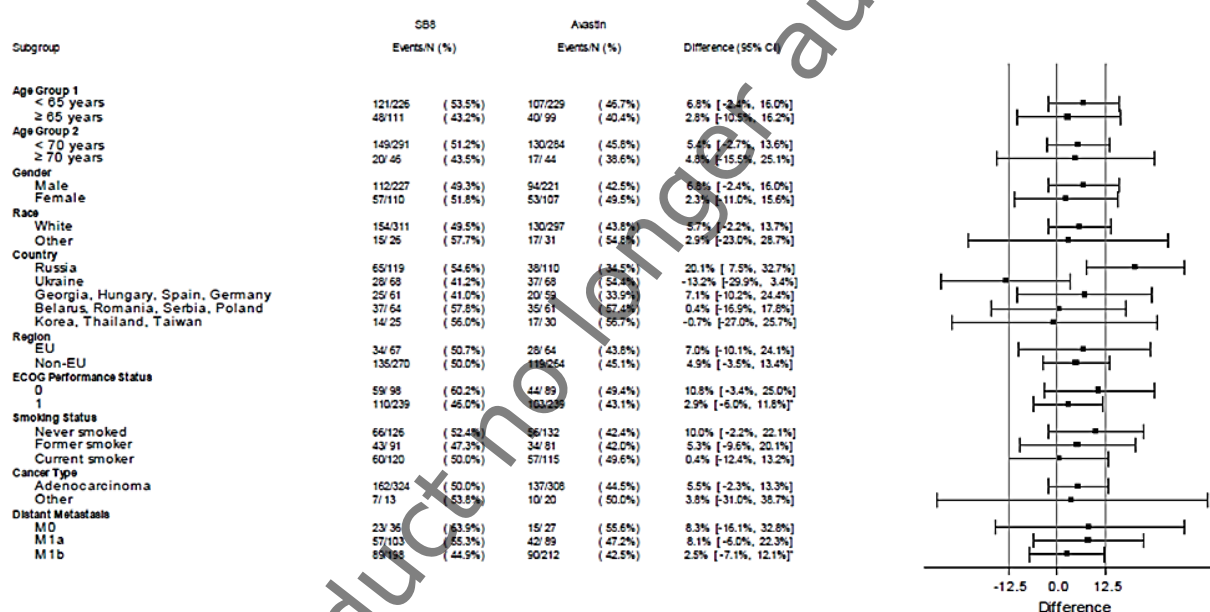 SB8 Avastin
Subgroup Events/N (%) Events/N (%) Difference (95% CI)
Age Group 1
< 65 years 121/226 ( 53.5%) 107/229 ( 46.7%) 6.8% [ -2.4%, 16.0%]
≥ 65 years 48/111 ( 43.2%) 40/ 99 ( 40.4%) 2.8% [-10.5%, 16.2%]
Age Group 2
< 70 years 149/291 ( 51.2%) 130/284 ( 45.8%) 5.4% [ -2.7%, 13.6%]
≥ 70 years 20/ 46 ( 43.5%) 17/ 44 ( 38.6%) 4.8% [-15.5%, 25.1%]
Gender
Male 112/227 ( 49.3%) 94/221 ( 42.5%) 6.8% [ -2.4%, 16.0%]
Female 57/110 ( 51.8%) 53/107 ( 49.5%) 2.3% [-11.0%, 15.6%]
Race
White 154/311 ( 49.5%) 130/297 ( 43.8%) 5.7% [ -2.2%, 13.7%]
Other 15/ 26 ( 57.7%) 17/ 31 ( 54.8%) 2.9% [-23.0%, 28.7%]
Country
Russia 65/119 ( 54.6%) 38/110 ( 34.5%) 20.1% [ 7.5%, 32.7%]
Ukraine 28/ 68 ( 41.2%) 37/ 68 ( 54.4%) -13.2% [-29.9%, 3.4%]
Georgia, Hungary, Spain, Germany 25/ 61 ( 41.0%) 20/ 59 ( 33.9%) 7.1% [-10.2%, 24.4%]
Belarus, Romania, Serbia, Poland 37/ 64 ( 57.8%) 35/ 61 ( 57.4%) 0.4% [-16.9%, 17.8%]
Korea, Thailand, Taiwan 14/ 25 ( 56.0%) 17/ 30 ( 56.7%) -0.7% [-27.0%, 25.7%]
Region
EU 34/ 67 ( 50.7%) 28/ 64 ( 43.8%) 7.0% [-10.1%, 24.1%]
Non-EU 135/270 ( 50.0%) 119/264 ( 45.1%) 4.9% [ -3.5%, 13.4%]
ECOG Performance Status
0 59/ 98 ( 60.2%) 44/ 89 ( 49.4%) 10.8% [ -3.4%, 25.0%]
1 110/239 ( 46.0%) 103/239 ( 43.1%) 2.9% [ -6.0%, 11.8%]*
Smoking Status
Never smoked 66/126 ( 52.4%) 56/132 ( 42.4%) 10.0% [ -2.2%, 22.1%]
Former smoker 43/ 91 ( 47.3%) 34/ 81 ( 42.0%) 5.3% [ -9.6%, 20.1%]
Current smoker 60/120 ( 50.0%) 57/115 ( 49.6%) 0.4% [-12.4%, 13.2%]
Cancer Type
Adenocarcinoma 162/324 ( 50.0%) 137/308 ( 44.5%) 5.5% [ -2.3%, 13.3%]
Other 7/ 13 ( 53.8%) 10/ 20 ( 50.0%) 3.8% [-31.0%, 38.7%]
Distant Metastasis
M0 23/ 36 ( 63.9%) 15/ 27 ( 55.6%) 8.3% [-16.1%, 32.8%]
M1a 57/103 ( 55.3%) 42/ 89 ( 47.2%) 8.1% [ -6.0%, 22.3%]
M1b 89/198 ( 44.9%) 90/212 ( 42.5%) 2.5% [ -7.1%, 12.1%]*
-12.5 0.0 12.5
Difference
duct no longer au